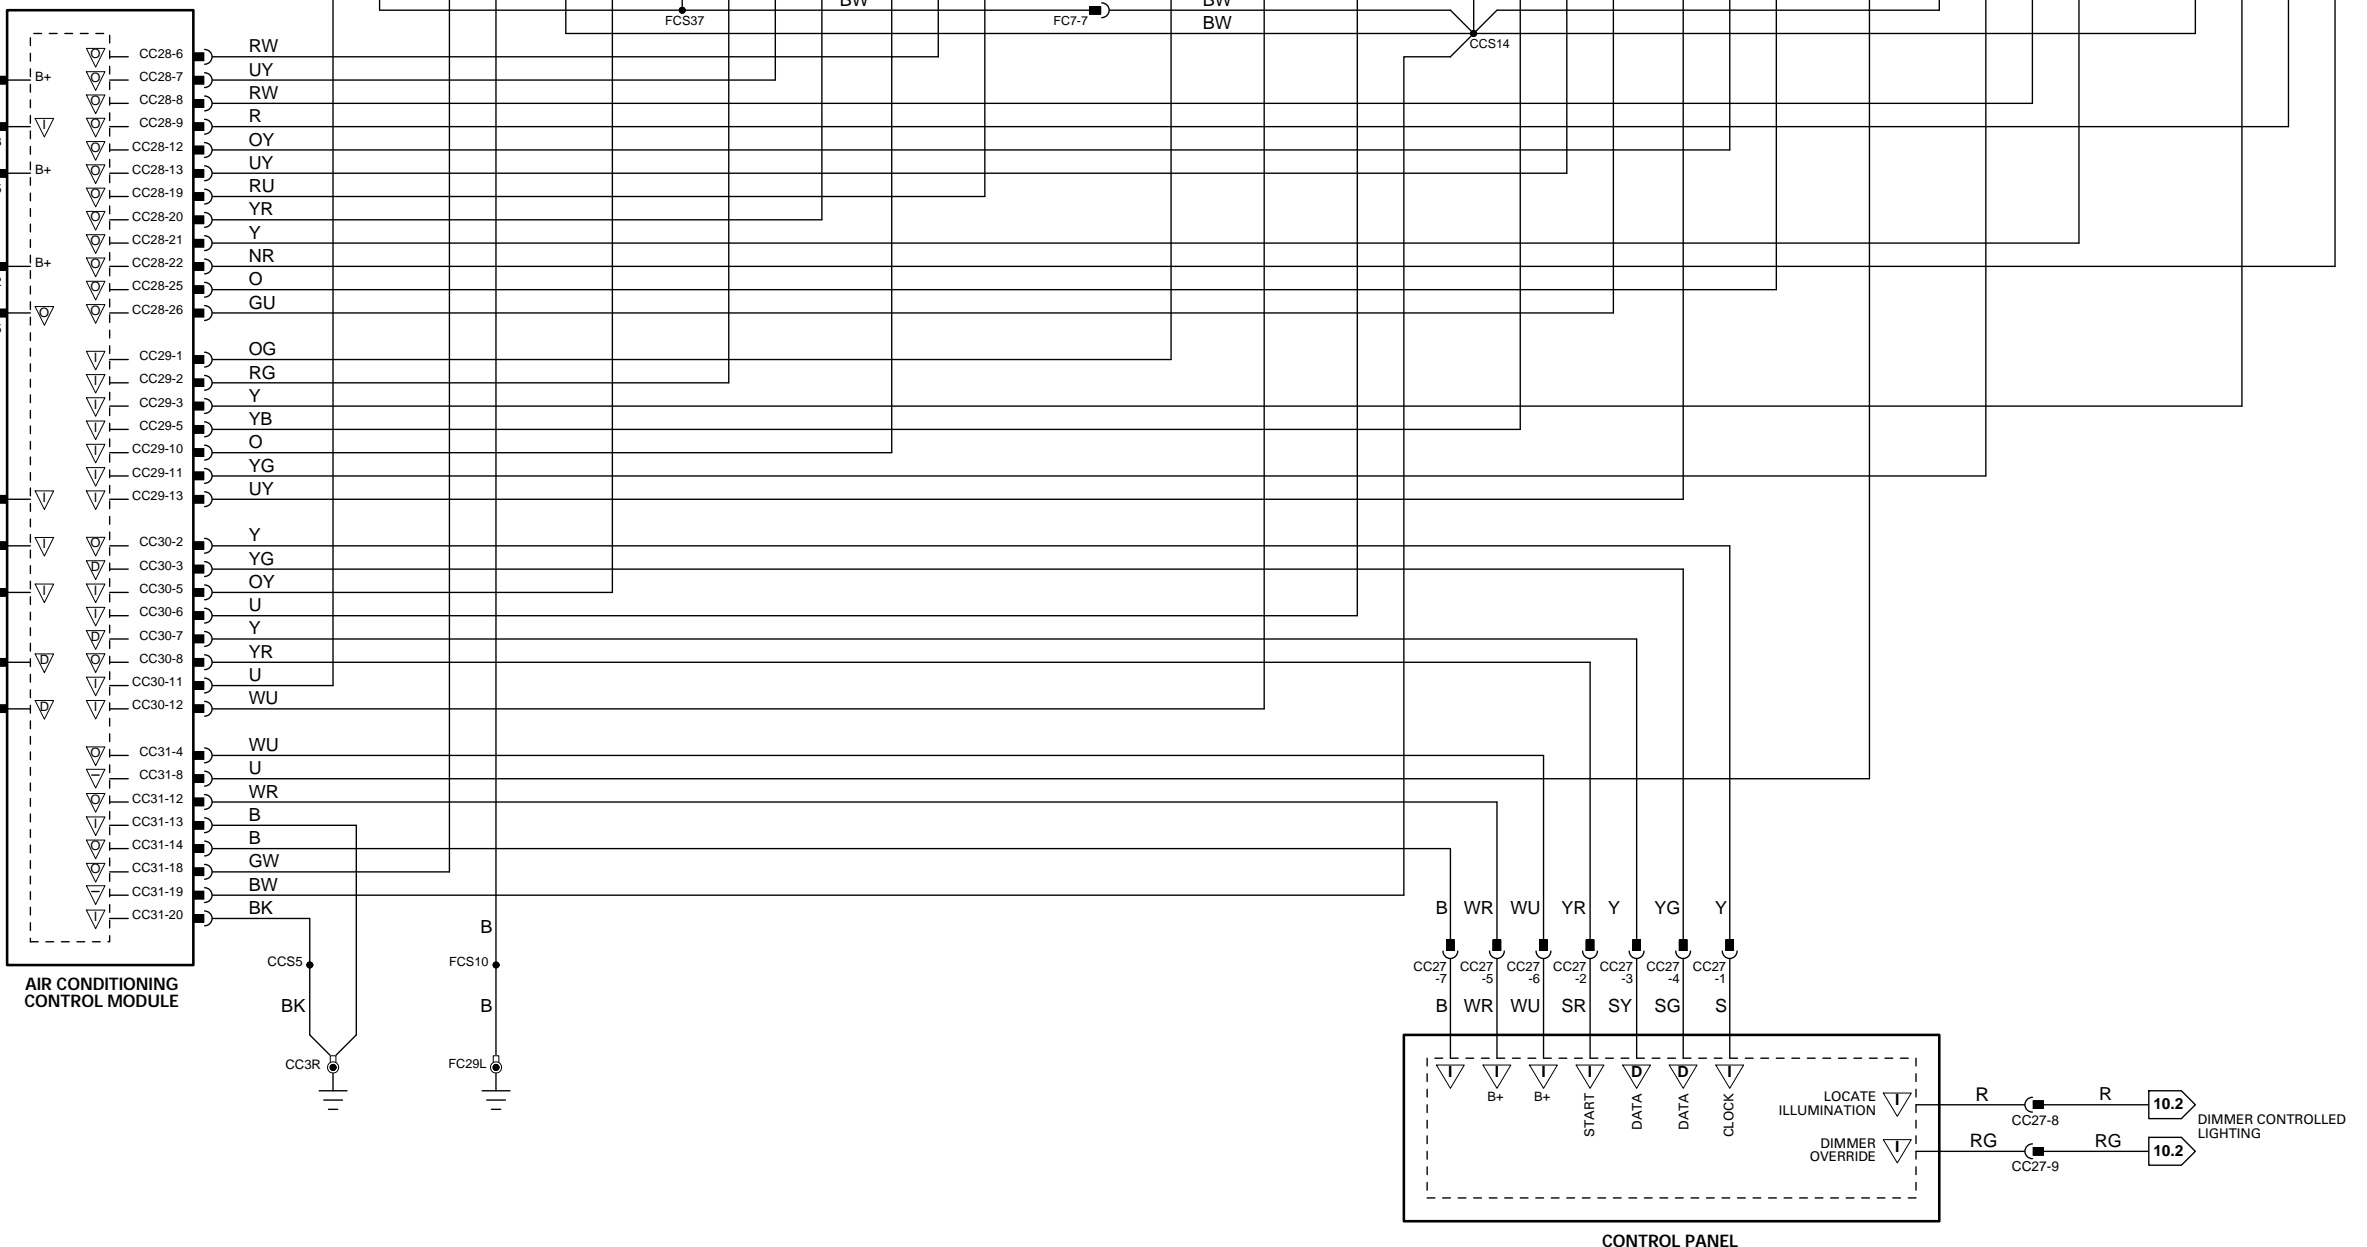 BW
BW
FCS37
FC7-7
BW
CCS14
CC28-6 RW
B+ CC28-7 UY
CC28-8 RW
I CC28-9 R
CC28-12 OY
B+ O CC28-13 UY
O CC28-19 RU
O CC28-20 YR
O CC28-21 Y
B+ O CC28-22 NR
O CC28-25 O
O O CC28-26 GU
I CC29-1 OG
I CC29-2 RG
I CC29-3 Y
I CC29-5 YB
I CC29-10 O
I CC29-11 YG
I I CC29-13 UY
I O CC30-2 Y
D CC30-3 YG
I I CC30-5 OY
I CC30-6 U
D CC30-7 Y
D O CC30-8 YR
I CC30-11 U
D I CC30-12 WU
O CC31-4 WU
– CC31-8 U
O CC31-12 WR
I CC31-13 B
O CC31-14 B
O CC31-18 GW
– CC31-19 BW
I CC31-20 BK
AIR CONDITIONING
CONTROL MODULE
B
CCS5
FCS10
BK
B
CC3R
FC29L
B WR WU YR Y YG Y
CC27 CC27 CC27 CC27 CC27 CC27 CC27
-7 -5 -6 -2 -3 -4 -1
B WR WU SR SY SG S
I I I I D D I
B+ B+ START DATA DATA CLOCK
LOCATE
ILLUMINATION
I R R 10.2
CC27-8
DIMMER
OVERRIDE
I RG RG 10.2
CC27-9
DIMMER CONTROLLED
LIGHTING
CONTROL PANEL